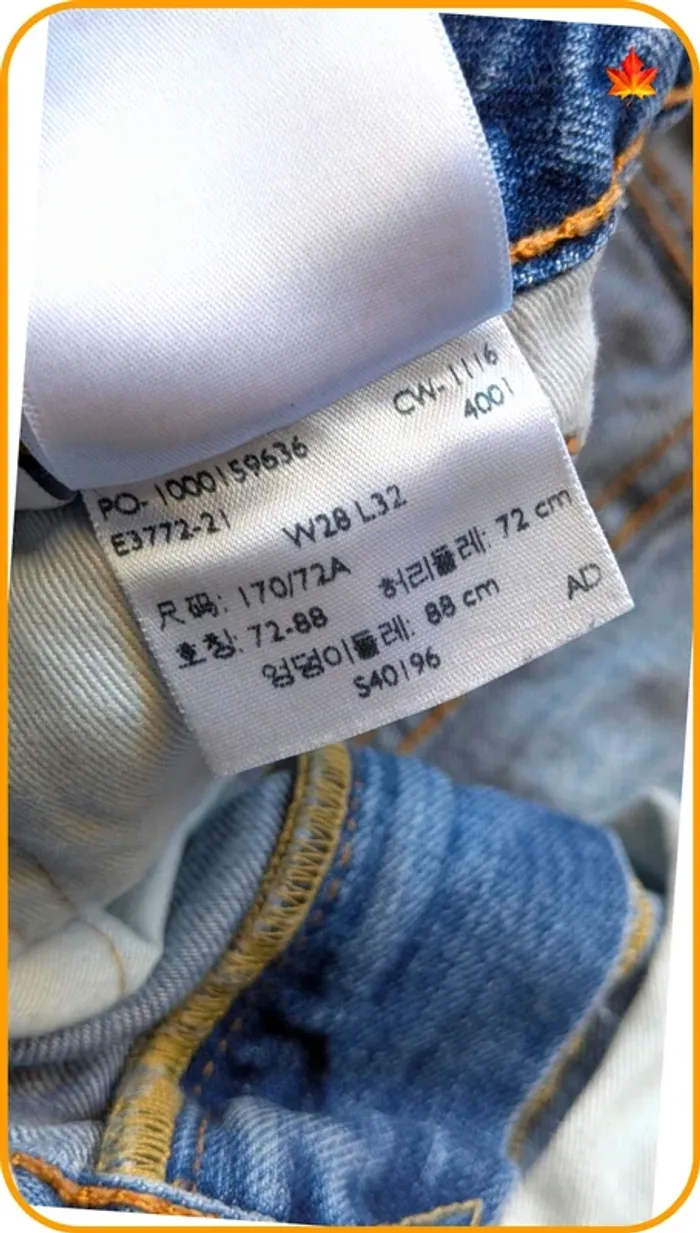 CW-1116
4001
PO-1000159636
E3772-21
W28 L32
尺码: 170/72A 허리둘레: 72 cm
호칭: 72-88
엉덩이둘레: 88 cm AD
S40196